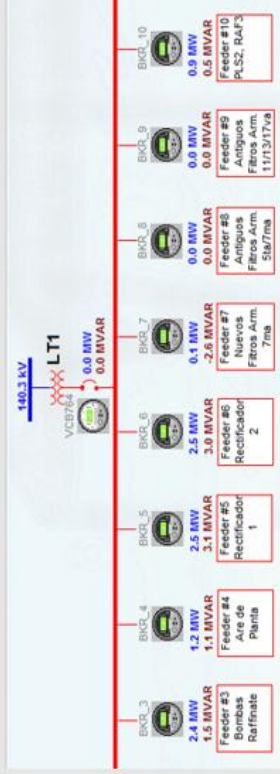 140.3 kV
LT1
0.0 MW
0.0 MVAR
VCB764
BKR_3
2.4 MW
1.5 MVAR
Feeder #3
Bombas
Raffinate
BKR_4
1.2 MW
1.1 MVAR
Feeder #4
Are de
Planta
BKR_5
2.5 MW
3.1 MVAR
Feeder #5
Rectificador
1
BKR_6
2.5 MW
3.0 MVAR
Feeder #6
Rectificador
2
BKR_7
0.1 MW
-2.6 MVAR
Feeder #7
Nuevos
Filtros Arm.
7ma
BKR_8
0.0 MW
0.0 MVAR
Feeder #8
Antiguos
Filtros Arm.
5ta/7ma
BKR_9
0.0 MW
0.0 MVAR
Feeder #9
Antiguos
Filtros Arm.
11/13/17va
BKR_10
0.9 MW
0.5 MVAR
Feeder #10
PLS2, RAF3